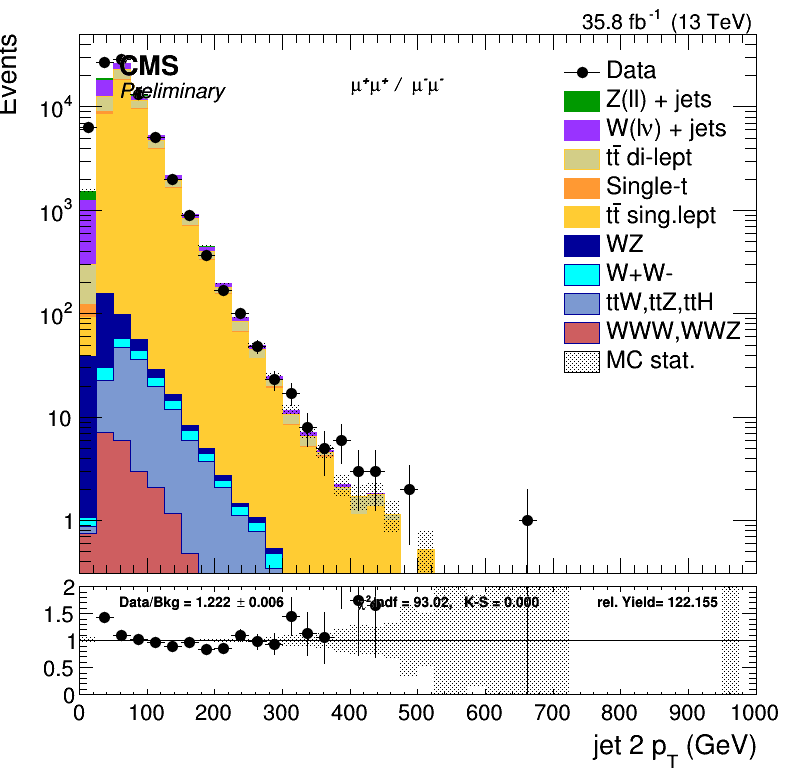 35.8 fb⁻¹ (13 TeV)
Events
CMS
Preliminary
μ⁺μ⁺ / μ⁻μ⁻
Data
Z(ll) + jets
W(lν) + jets
tt̄ di-lept
Single-t
tt̄ sing.lept
WZ
W+W-
ttW,ttZ,ttH
WWW,WWZ
MC stat.
10⁴
10³
10²
10
1
Data/Bkg = 1.222 ± 0.006
ndf = 93.02, K-S = 0.000
rel. Yield= 122.155
2
1.5
1
0.5
0
0 100 200 300 400 500 600 700 800 900 1000
jet 2 p_T (GeV)